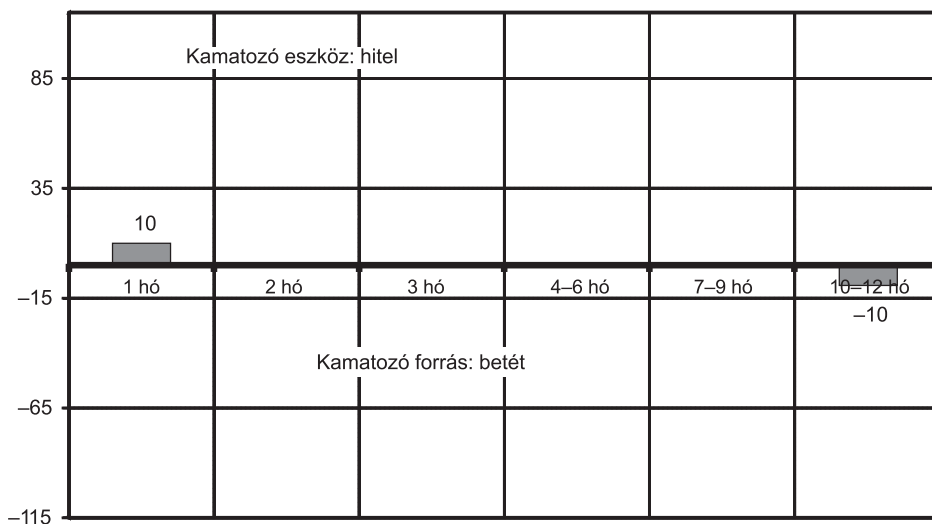 Kamatozó eszköz: hitel
85
35
10
1 hó
2 hó
3 hó
4–6 hó
7–9 hó
10–12 hó
–15
–10
Kamatozó forrás: betét
–65
–115